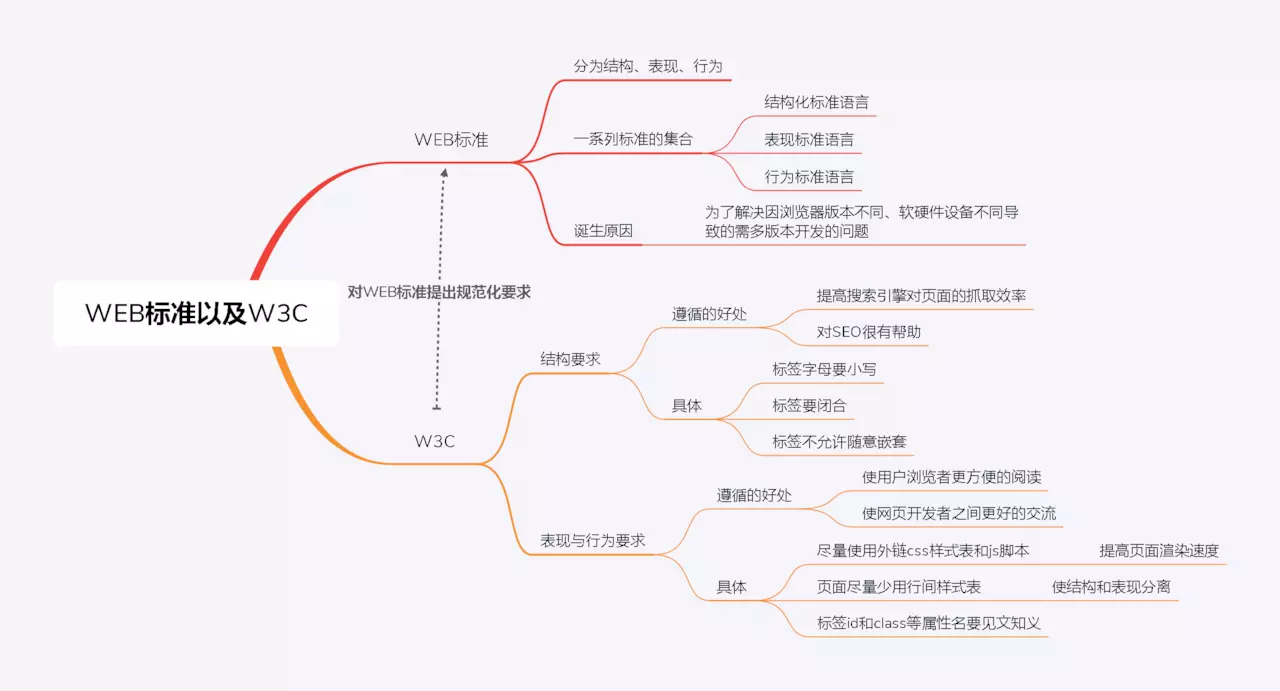 WEB标准以及W3C
WEB标准
分为结构、表现、行为
一系列标准的集合
结构化标准语言
表现标准语言
行为标准语言
诞生原因
为了解决因浏览器版本不同、软硬件设备不同导
致的需多版本开发的问题
对WEB标准提出规范化要求
W3C
结构要求
遵循的好处
提高搜索引擎对页面的抓取效率
对SEO很有帮助
具体
标签字母要小写
标签要闭合
标签不允许随意嵌套
表现与行为要求
遵循的好处
使用户浏览者更方便的阅读
使网页开发者之间更好的交流
具体
尽量使用外链css样式表和js脚本
提高页面渲染速度
页面尽量少用行间样式表
使结构和表现分离
标签id和class等属性名要见文知义